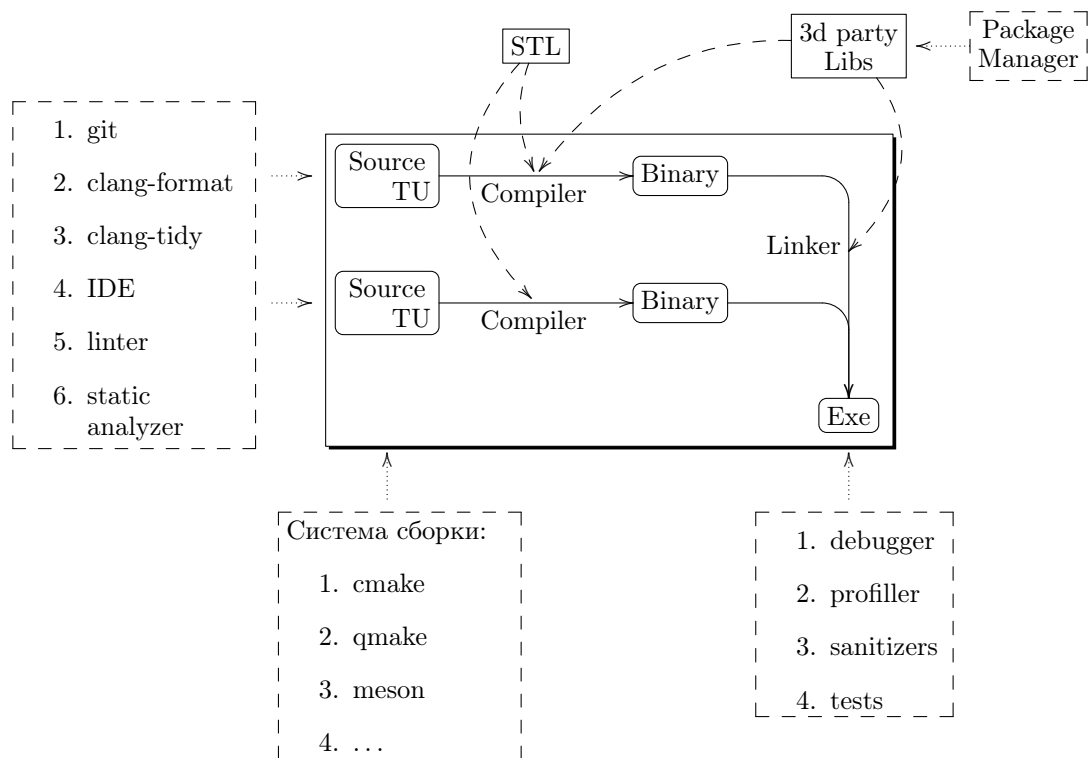 STL
3d party
Libs
Package
Manager
1. git
2. clang-format
3. clang-tidy
4. IDE
5. linter
6. static
analyzer
Source
TU
Compiler
Binary
Linker
Source
TU
Compiler
Binary
Exe
Система сборки:
1. cmake
2. qmake
3. meson
4. ...
1. debugger
2. profiller
3. sanitizers
4. tests